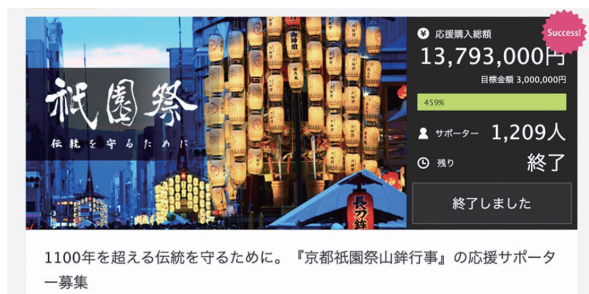 祇園祭
伝統を守るために
長刀鉾
¥ 応援購入総額
Success!
13,793,000円
目標金額 3,000,000円
459%
サポーター 1,209人
残り 終了
終了しました
1100年を超える伝統を守るために。『京都祇園祭山鉾行事』の応援サポータ
ー募集